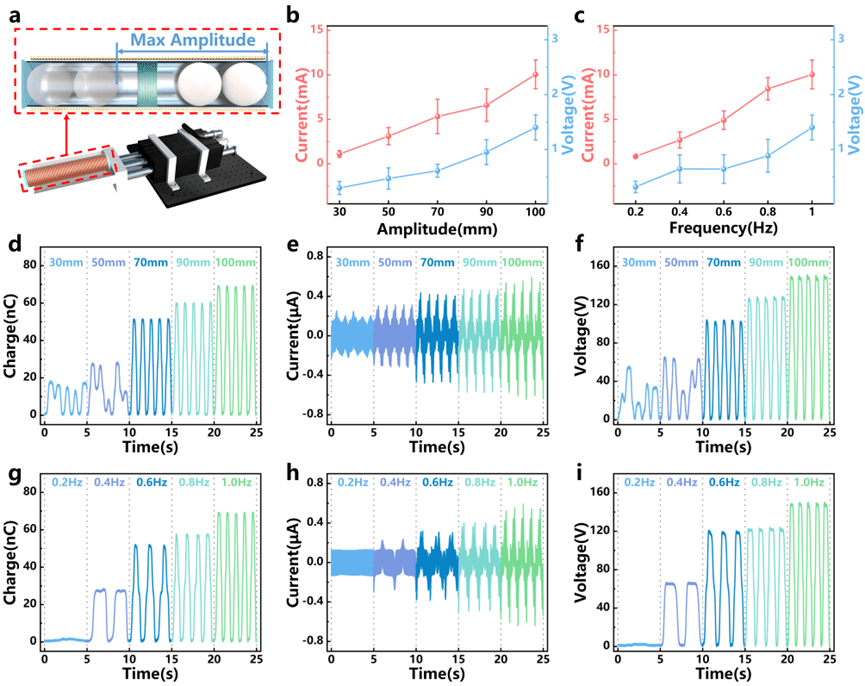 a
Max Amplitude
b
Current(mA)
15
10
5
0
Voltage(V)
3
2
1
30
50
70
90
100
Amplitude(mm)
c
Current(mA)
15
10
5
0
Voltage(V)
3
2
1
0.2
0.4
0.6
0.8
1
Frequency(Hz)
d
Charge(nC)
80
60
40
20
0
30mm 50mm 70mm 90mm 100mm
0 5 10 15 20 25
Time(s)
e
Current(μA)
0.8
0.4
0.0
-0.4
-0.8
30mm 50mm 70mm 90mm 100mm
0 5 10 15 20 25
Time(s)
f
Voltage(V)
160
120
80
40
0
30mm 50mm 70mm 90mm 100mm
0 5 10 15 20 25
Time(s)
g
Charge(nC)
80
60
40
20
0
0.2Hz 0.4Hz 0.6Hz 0.8Hz 1.0Hz
0 5 10 15 20 25
Time(s)
h
Current(μA)
0.8
0.4
0.0
-0.4
-0.8
0.2Hz 0.4Hz 0.6Hz 0.8Hz 1.0Hz
0 5 10 15 20 25
Time(s)
i
Voltage(V)
160
120
80
40
0
0.2Hz 0.4Hz 0.6Hz 0.8Hz 1.0Hz
0 5 10 15 20 25
Time(s)